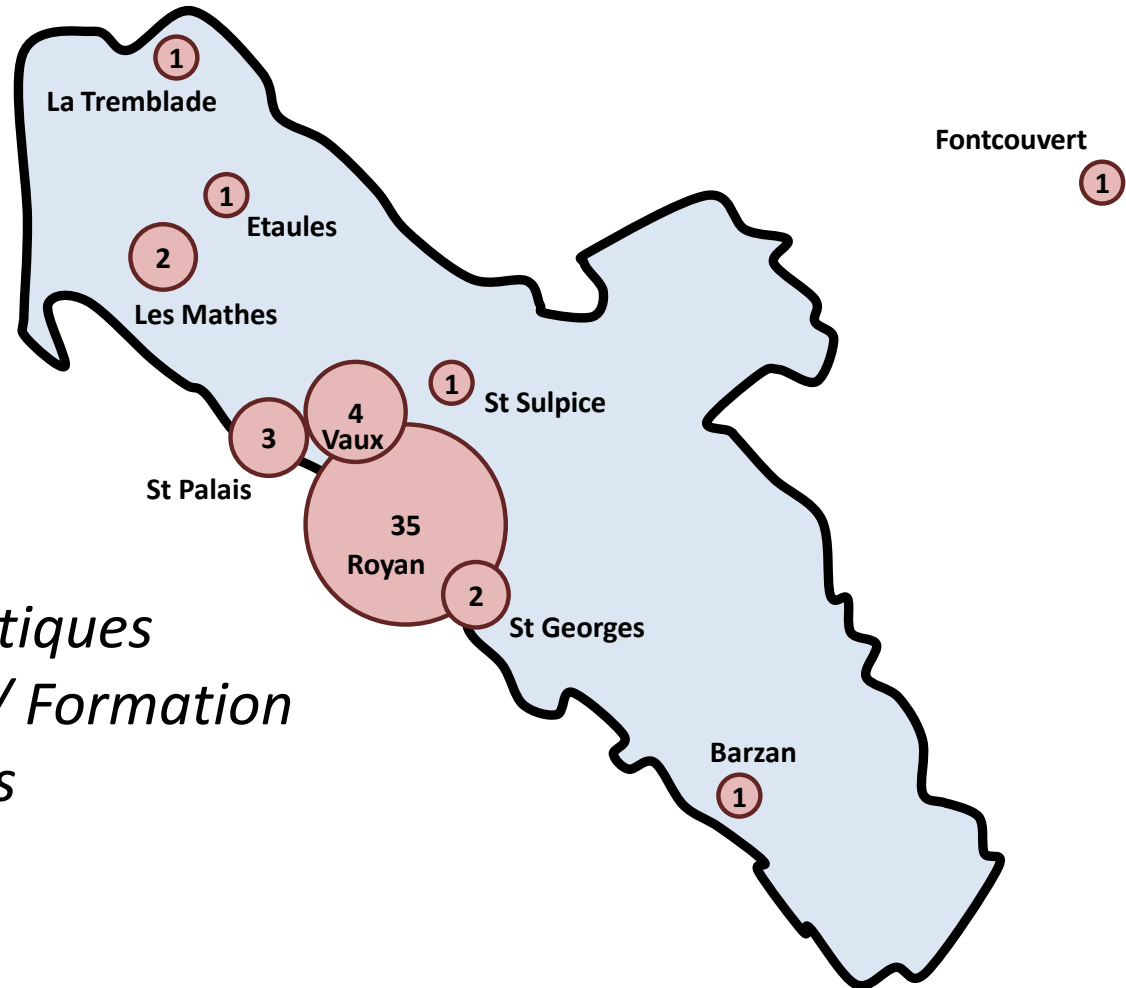 1
La Tremblade
Fontcouvert
1
1
Etaules
2
Les Mathes
1
St Sulpice
4
Vaux
3
St Palais
35
Royan
2
St Georges
tiques
/ Formation
s
Barzan
1